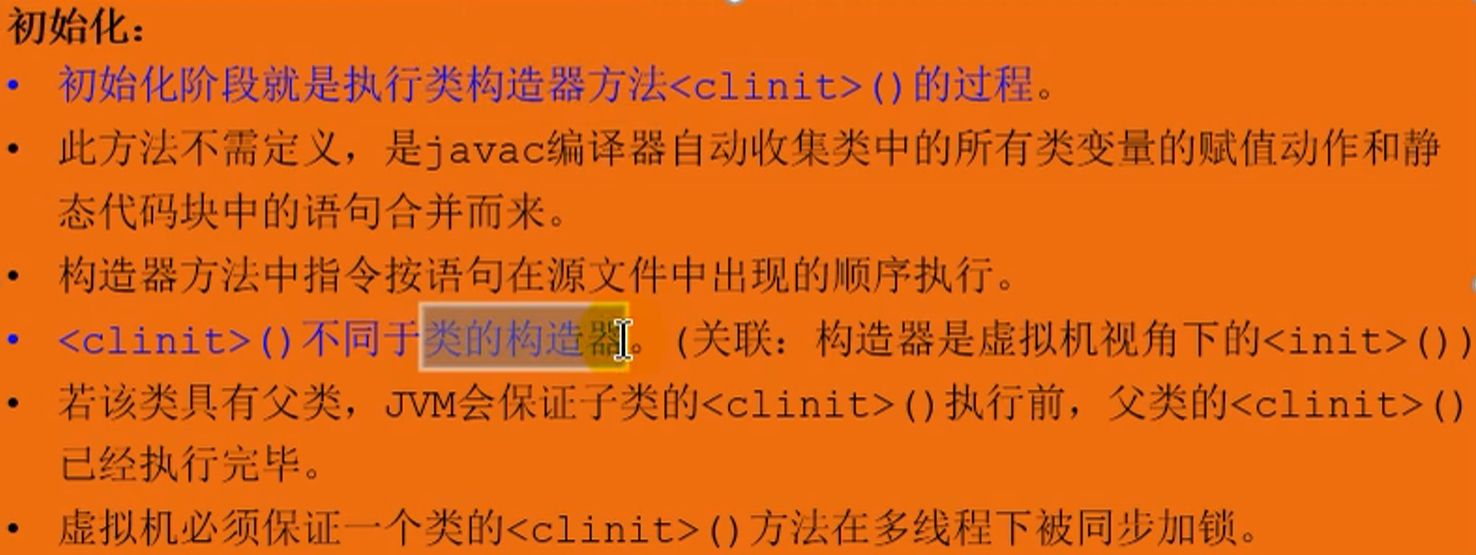 初始化：
• 初始化阶段就是执行类构造器方法<clinit>()的过程。
• 此方法不需定义，是javac编译器自动收集类中的所有类变量的赋值动作和静
态代码块中的语句合并而来。
• 构造器方法中指令按语句在源文件中出现的顺序执行。
• <clinit>()不同于类的构造器。（关联：构造器是虚拟机视角下的<init>()）
• 若该类具有父类，JVM会保证子类的<clinit>()执行前，父类的<clinit>()
已经执行完毕。
• 虚拟机必须保证一个类的<clinit>()方法在多线程下被同步加锁。